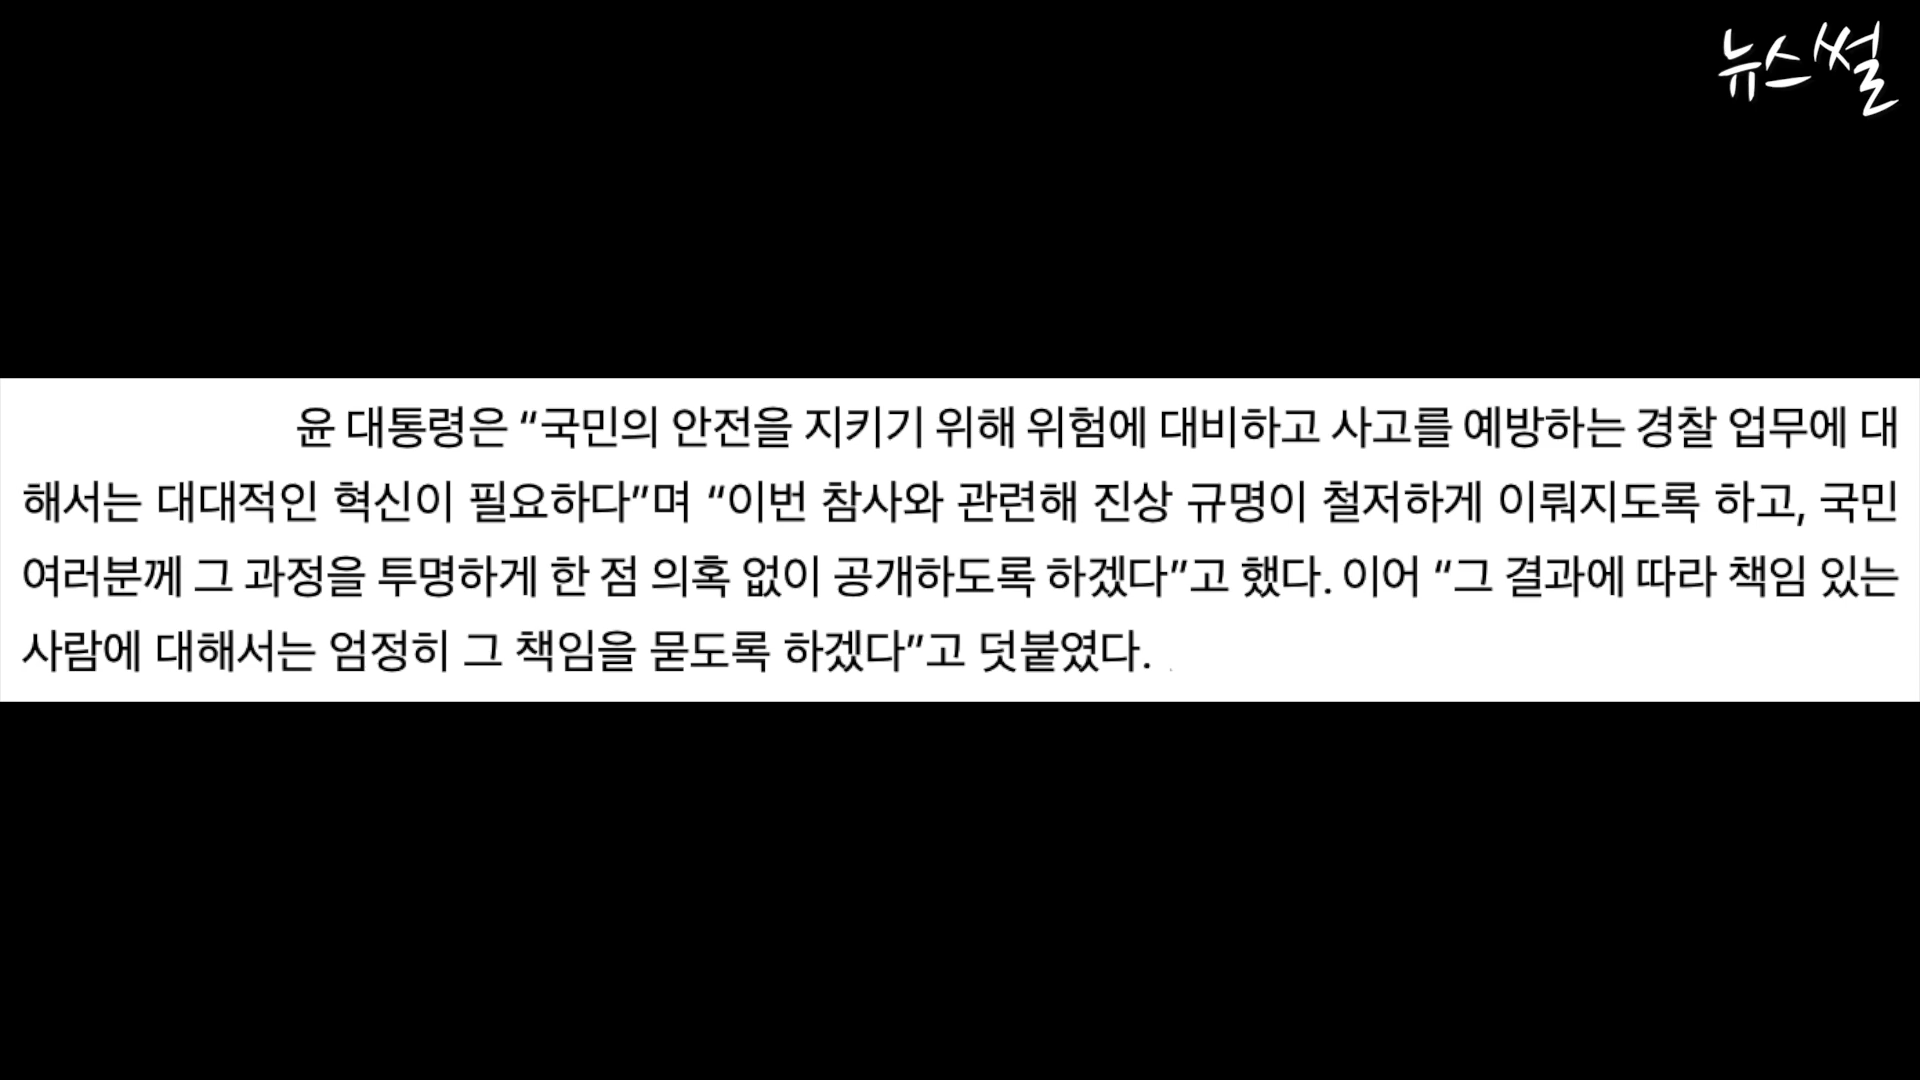 뉴스썰
윤 대통령은 “국민의 안전을 지키기 위해 위험에 대비하고 사고를 예방하는 경찰 업무에 대
해서는 대대적인 혁신이 필요하다”며 “이번 참사와 관련해 진상 규명이 철저하게 이뤄지도록 하고, 국민
여러분께 그 과정을 투명하게 한 점 의혹 없이 공개하도록 하겠다”고 했다. 이어 “그 결과에 따라 책임 있는
사람에 대해서는 엄정히 그 책임을 묻도록 하겠다”고 덧붙였다.